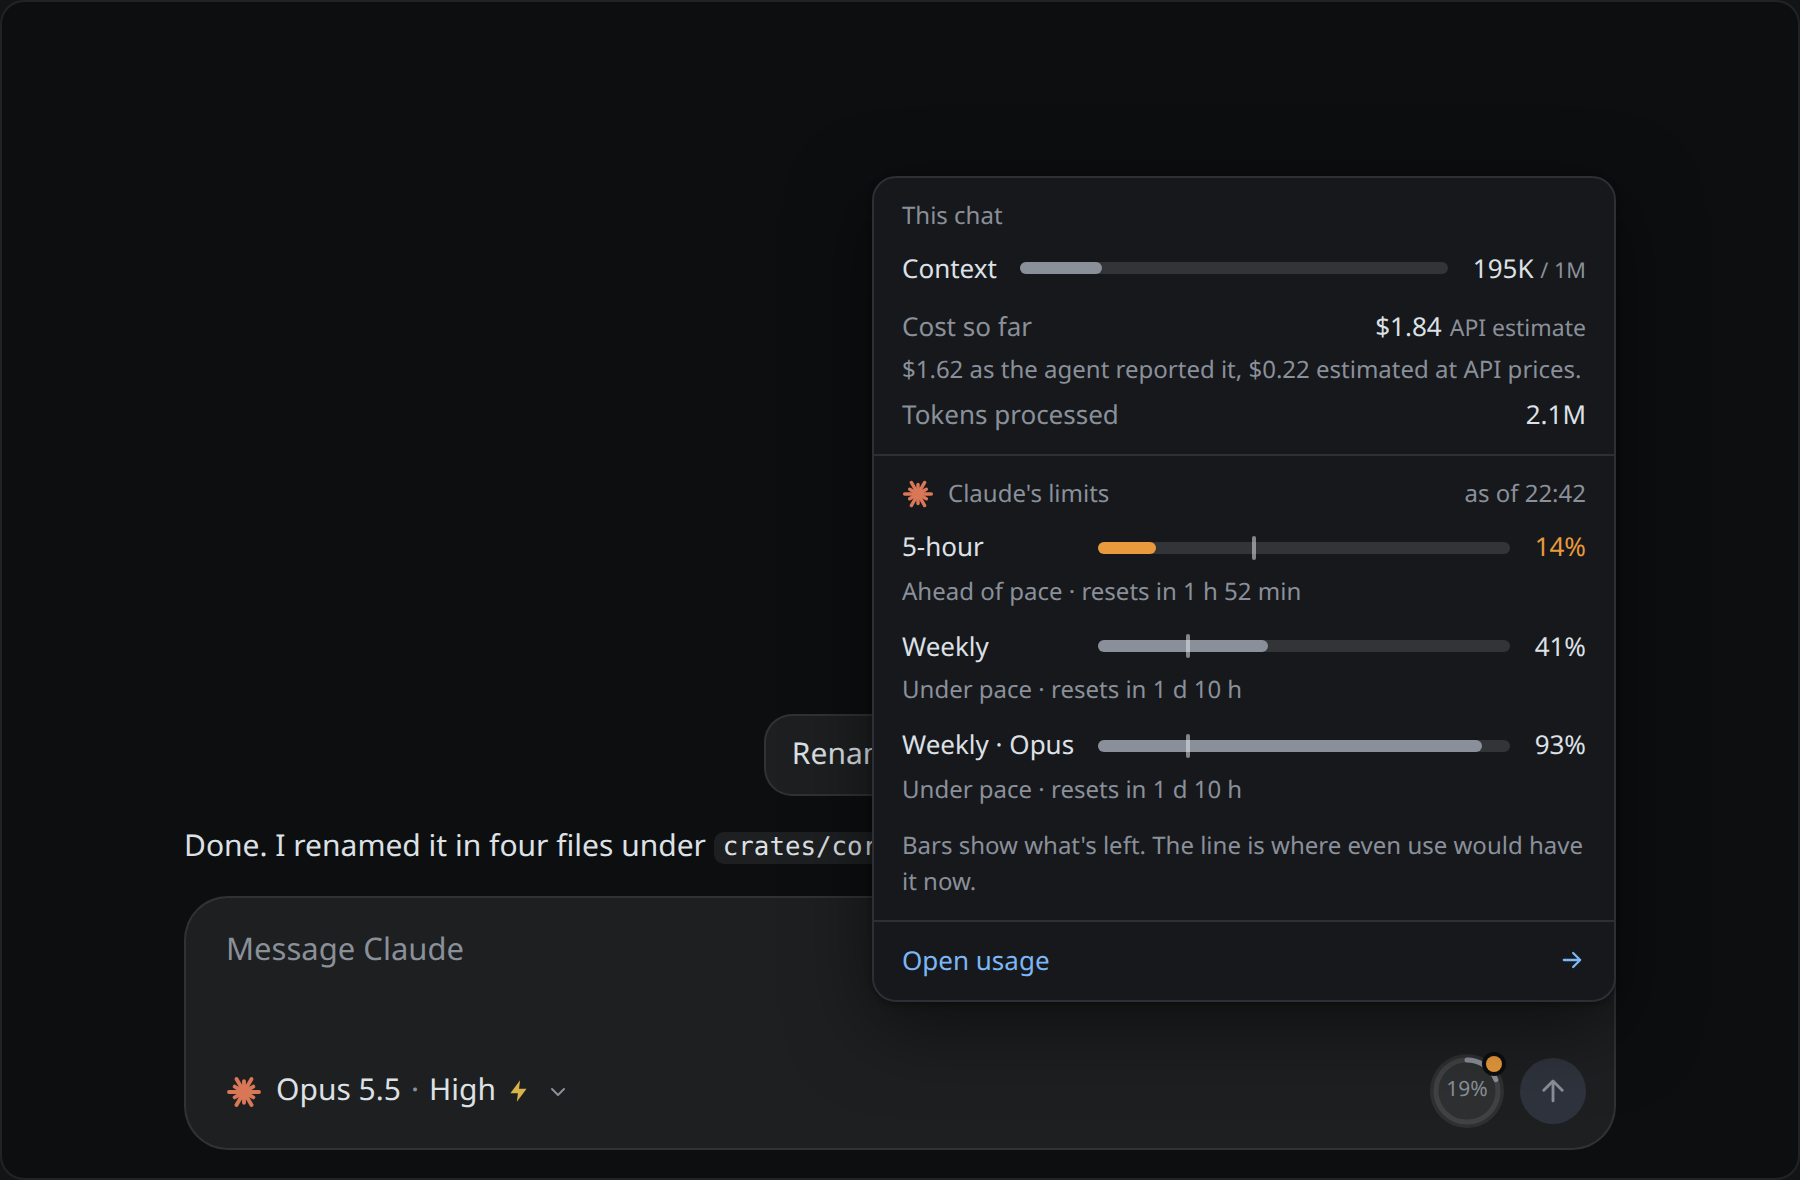 This chat
Context 195K / 1M
Cost so far $1.84 API estimate
$1.62 as the agent reported it, $0.22 estimated at API prices.
Tokens processed 2.1M
Claude's limits as of 22:42
5-hour 14%
Ahead of pace · resets in 1 h 52 min
Weekly 41%
Under pace · resets in 1 d 10 h
Weekly · Opus 93%
Under pace · resets in 1 d 10 h
Bars show what's left. The line is where even use would have
it now.
Open usage
Done. I renamed it in four files under
Message Claude
Opus 5.5 · High
19%